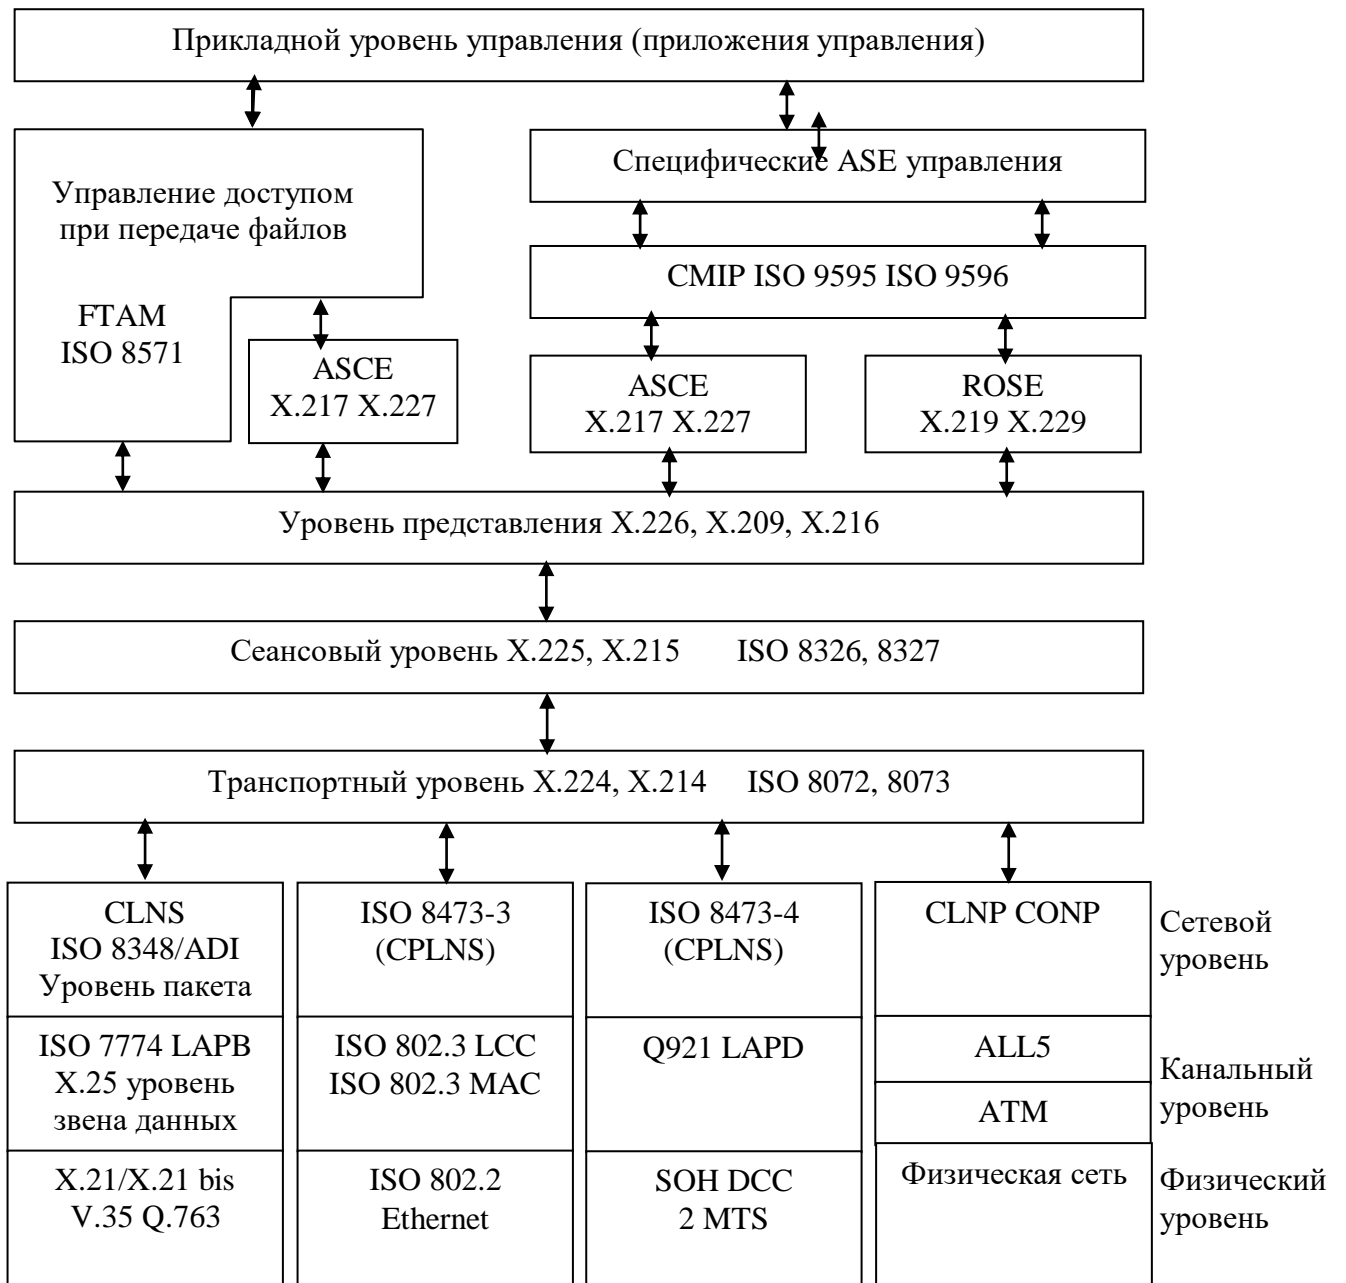 Прикладной уровень управления (приложения управления)
Управление доступом
при передаче файлов
FTAM
ISO 8571
ASCE
X.217 X.227
Специфические ASE управления
CMIP ISO 9595 ISO 9596
ASCE
X.217 X.227
ROSE
X.219 X.229
Уровень представления X.226, X.209, X.216
Сеансовый уровень X.225, X.215 ISO 8326, 8327
Транспортный уровень X.224, X.214 ISO 8072, 8073
CLNS
ISO 8348/ADI
Уровень пакета
ISO 8473-3
(CPLNS)
ISO 8473-4
(CPLNS)
CLNP CONP
Сетевой
уровень
ISO 7774 LAPB
X.25 уровень
звена данных
ISO 802.3 LCC
ISO 802.3 MAC
Q921 LAPD
ALL5
ATM
Канальный
уровень
X.21/X.21 bis
V.35 Q.763
ISO 802.2
Ethernet
SOH DCC
2 MTS
Физическая сеть
Физический
уровень